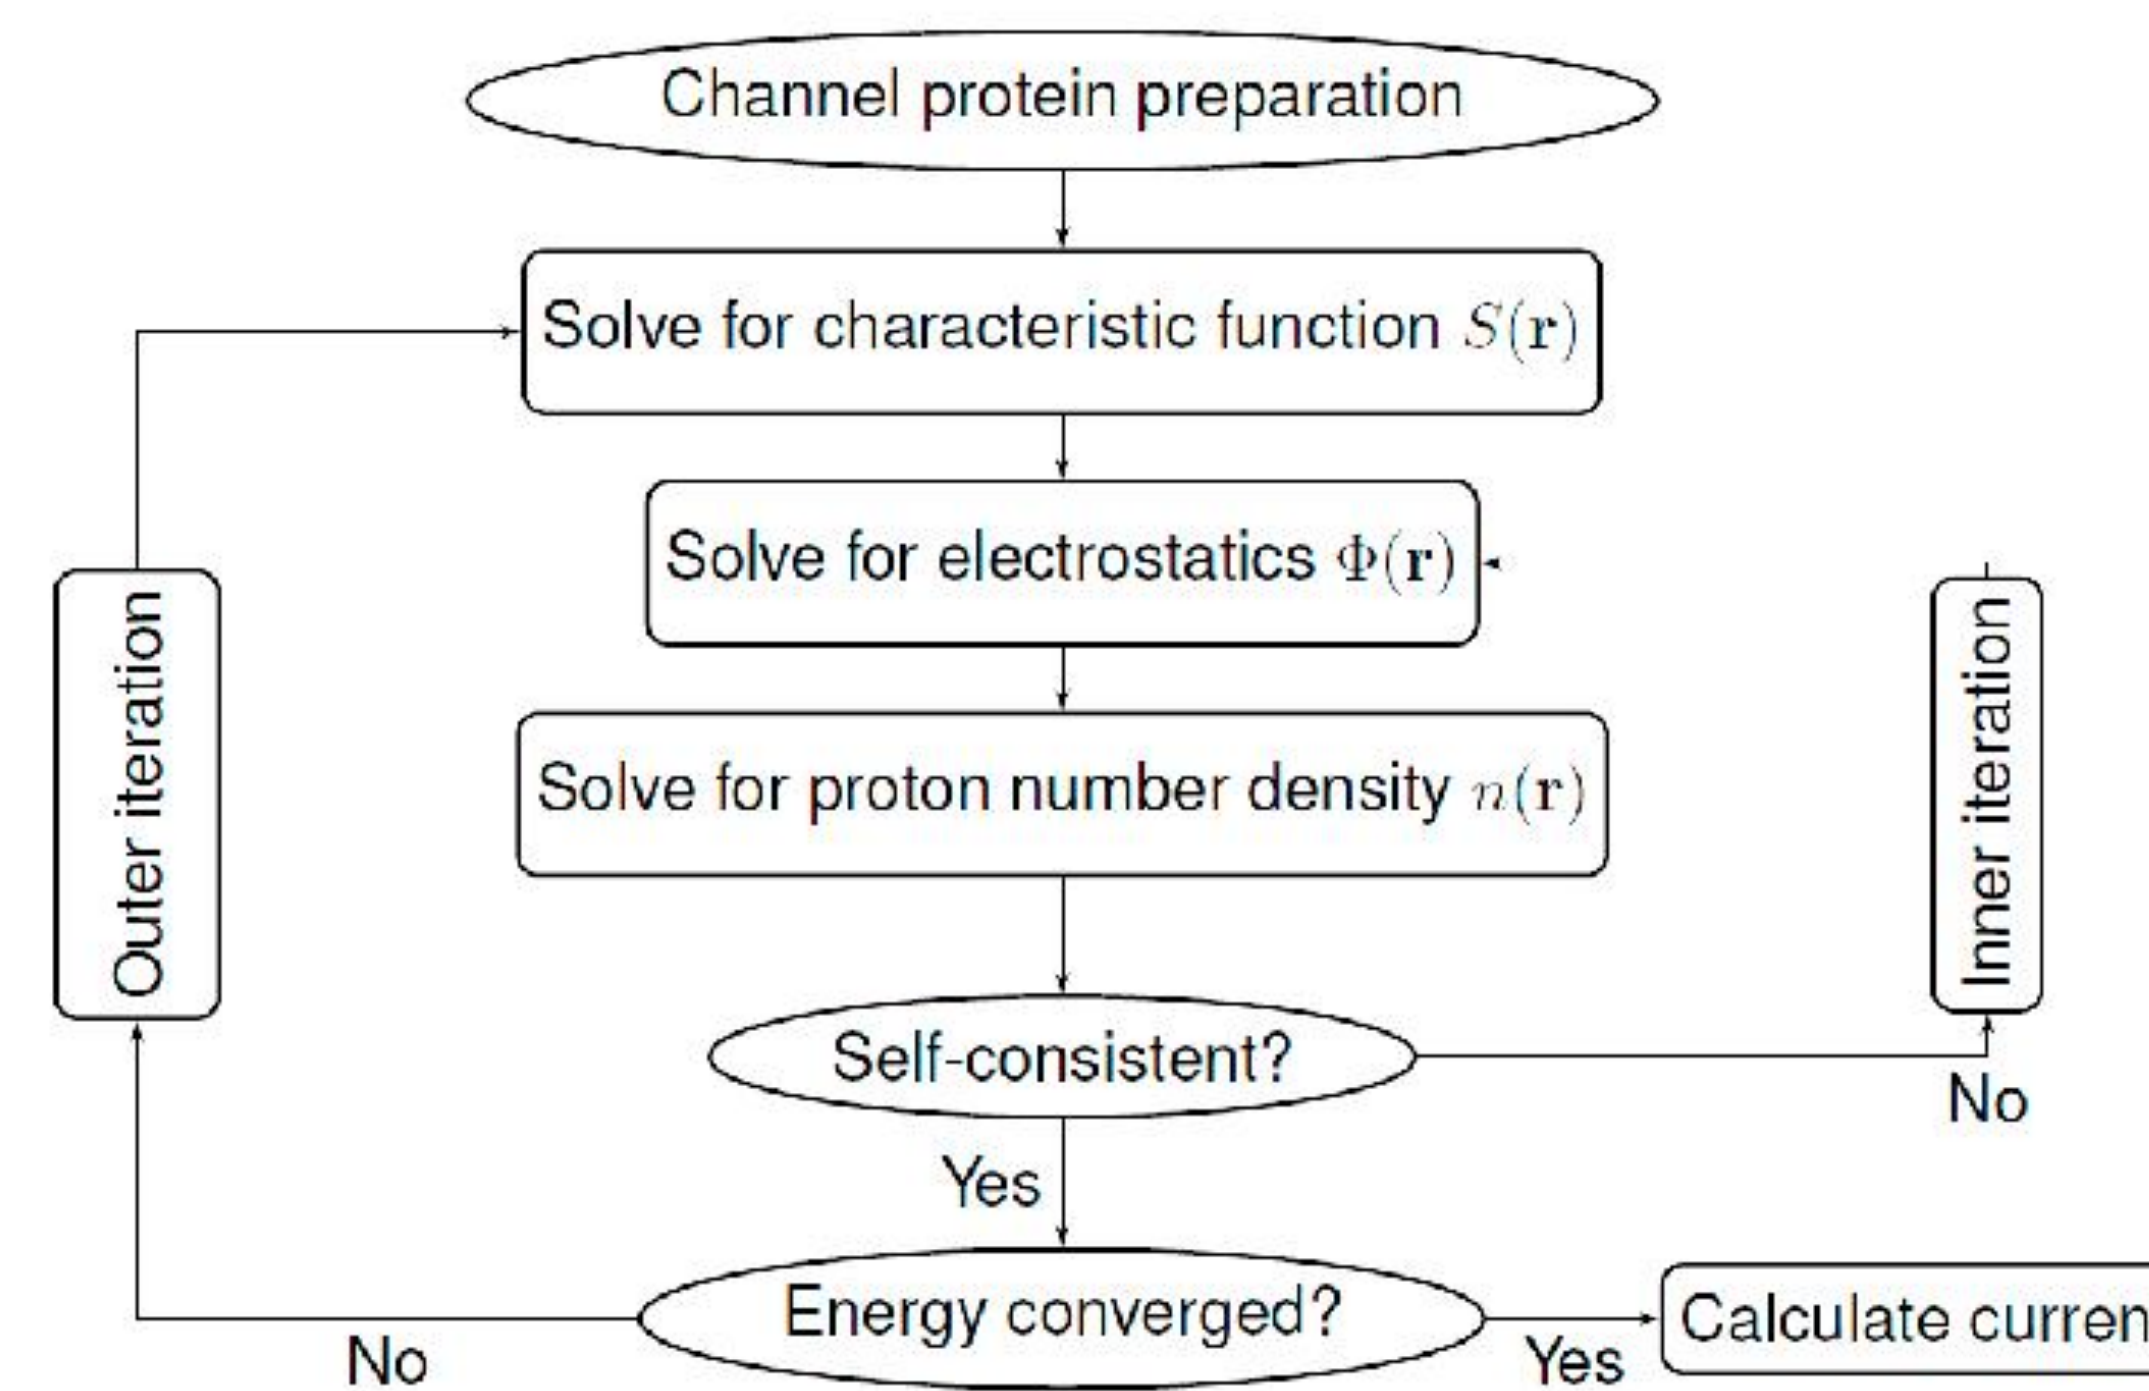 Channel protein preparation
Solve for characteristic function S(r)
Solve for electrostatics Φ(r)
Solve for proton number density n(r)
Outer iteration
Inner iteration
Self-consistent?
No
Yes
Energy converged?
No
Yes
Calculate curren